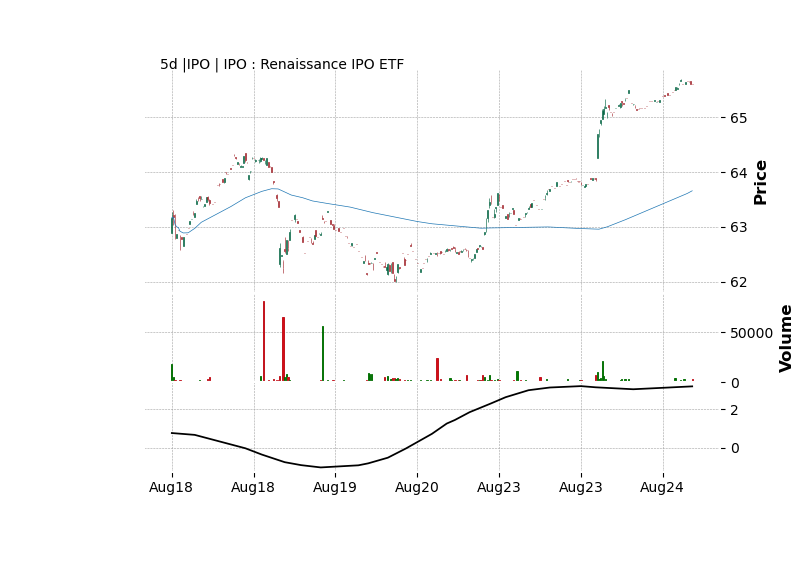 5d |IPO | IPO : Renaissance IPO ETF
65
64
63
62
Price
50000
0
Volume
2
0
Aug18 Aug18 Aug19 Aug20 Aug23 Aug23 Aug24